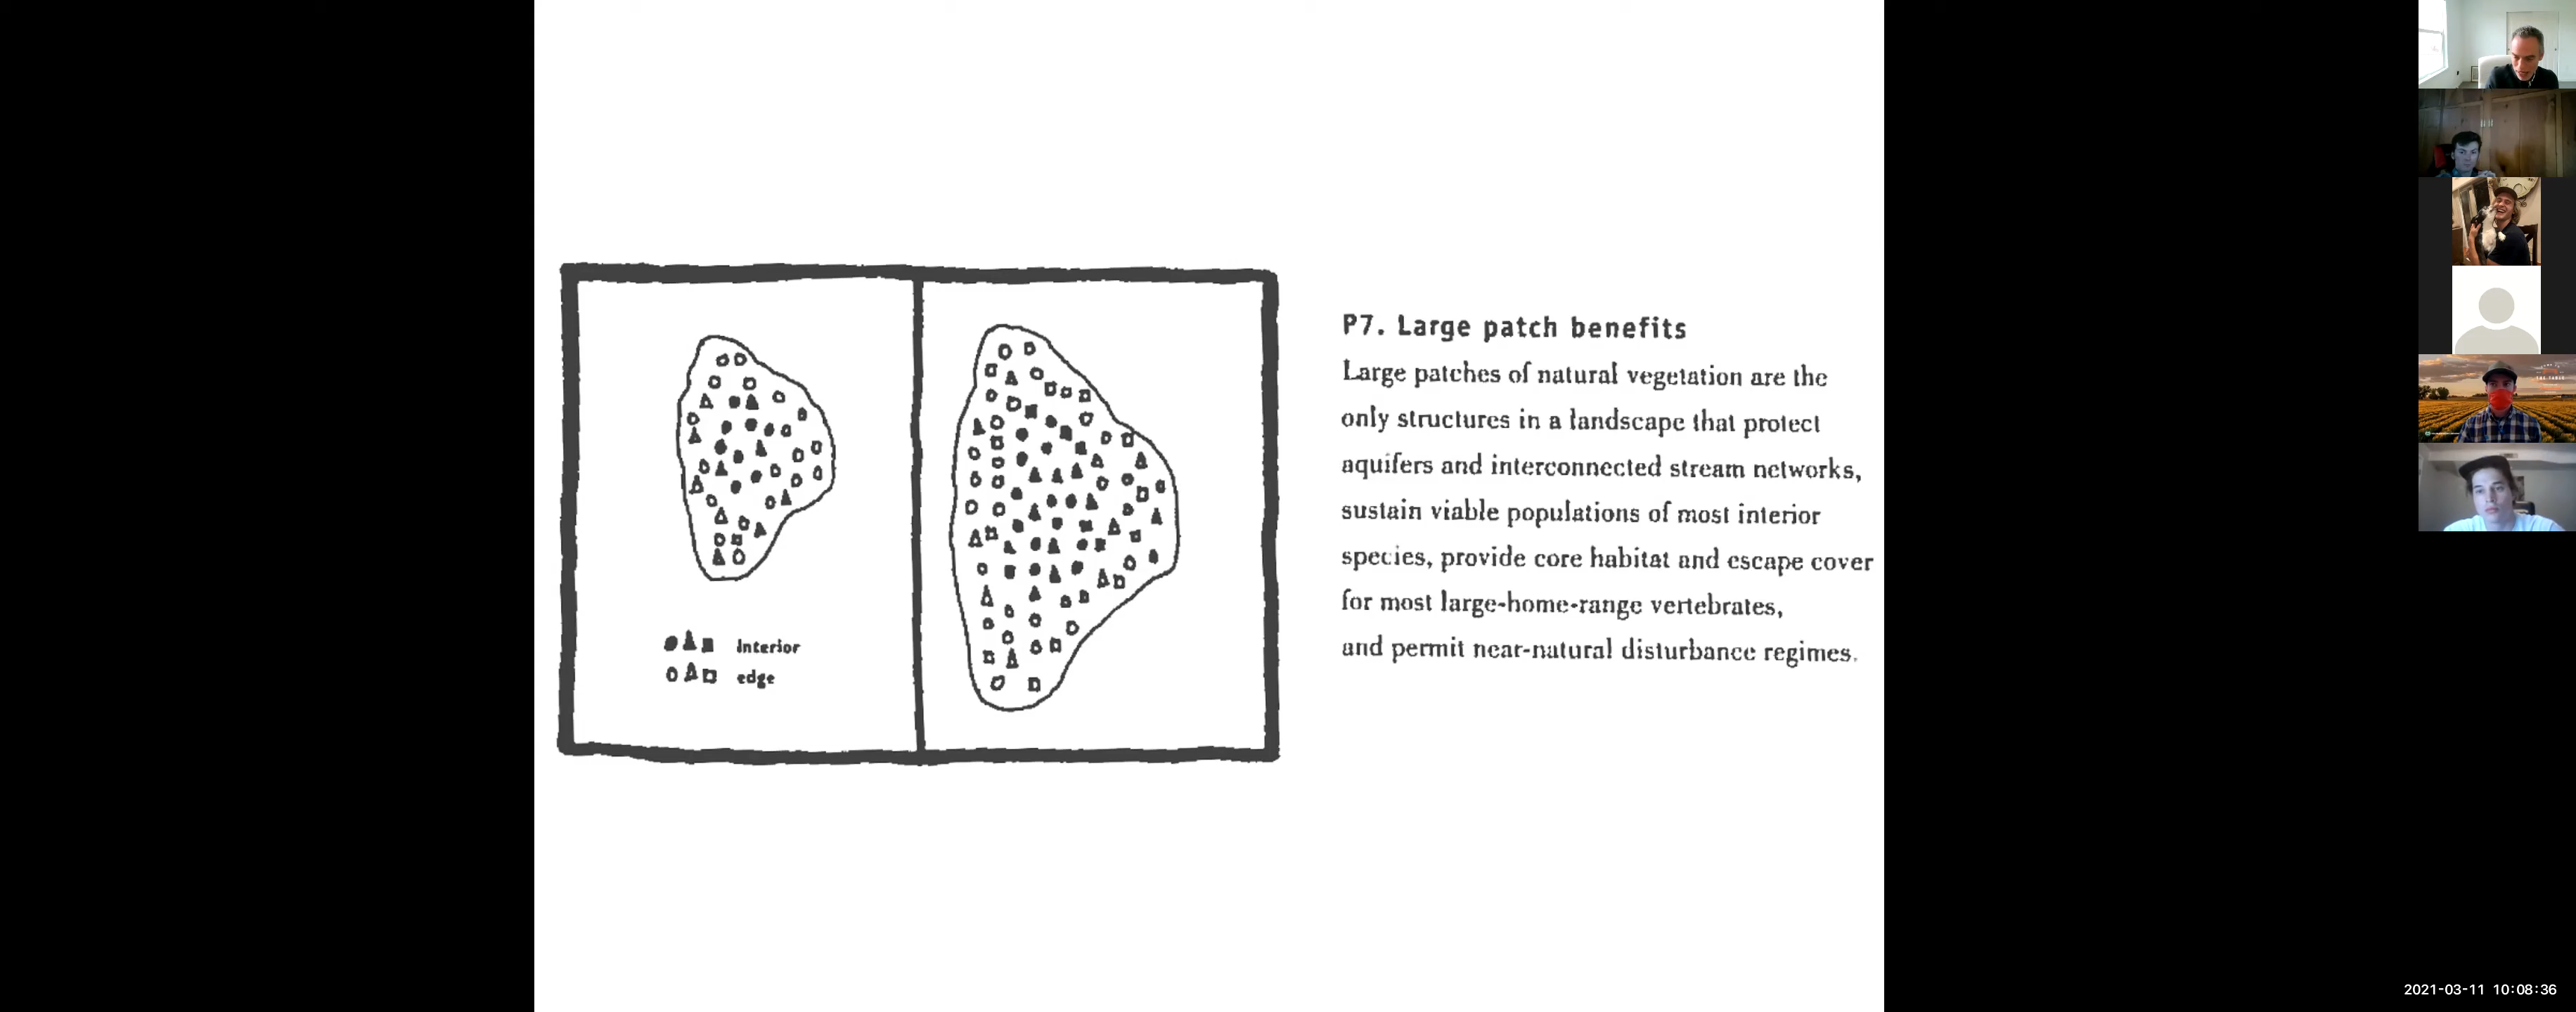 P7. Large patch benefits
Large patches of natural vegetation are the
only structures in a landscape that protect
aquifers and interconnected stream networks,
sustain viable populations of most interior
species, provide core habitat and escape cover
for most large-home-range vertebrates,
and permit near-natural disturbance regimes.
interior
edge
2021-03-11 10:08:36